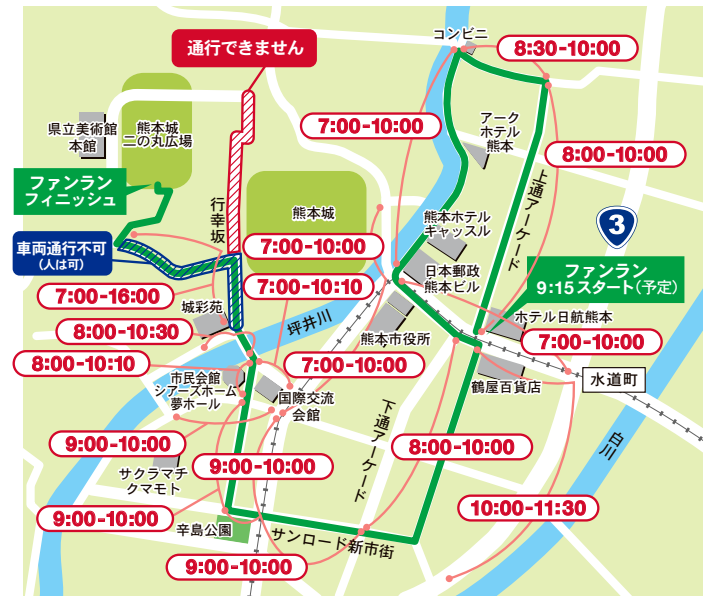 コンビニ
8:30-10:00
通行できません
7:00-10:00
アーク
ホテル
熊本
8:00-10:00
県立美術館
本館
熊本城
二の丸広場
ファンラン
フィニッシュ
行幸坂
熊本城
上通アーケード
3
熊本ホテル
キャッスル
車両通行不可
(人は可)
7:00-10:00
日本郵政
熊本ビル
ファンラン
9:15スタート(予定)
7:00-16:00
7:00-10:10
城彩苑
坪井川
ホテル日航熊本
8:00-10:30
熊本市役所
7:00-10:00
8:00-10:10
7:00-10:00
市民会館
シアーズホーム
夢ホール
国際交流
会館
鶴屋百貨店
水道町
下通アーケード
白川
9:00-10:00
8:00-10:00
サクラマチ
クマモト
9:00-10:00
9:00-10:00
10:00-11:30
辛島公園
サンロード新市街
9:00-10:00